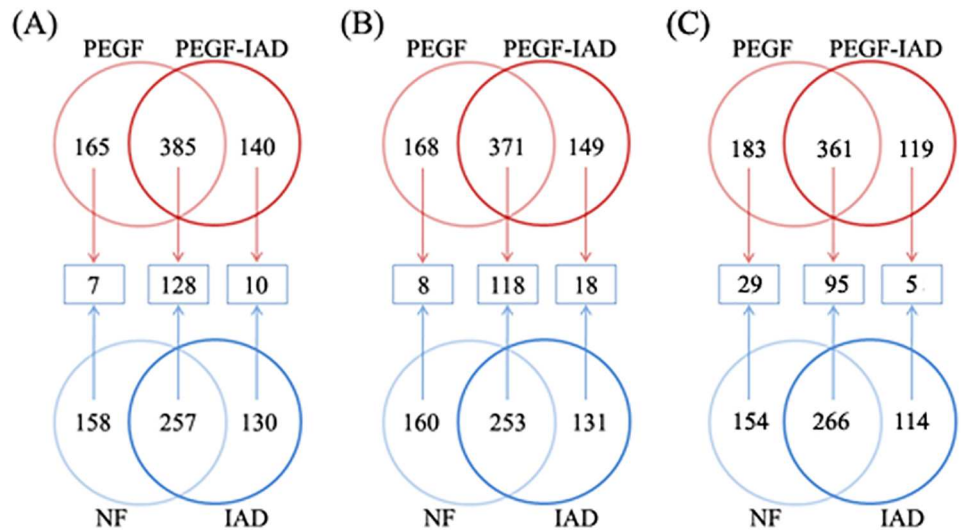 (A) (B) (C)
PEGF PEGF-IAD PEGF PEGF-IAD PEGF PEGF-IAD
165 385 140 168 371 149 183 361 119
7 128 10 8 118 18 29 95 5
158 257 130 160 253 131 154 266 114
NF IAD NF IAD NF IAD